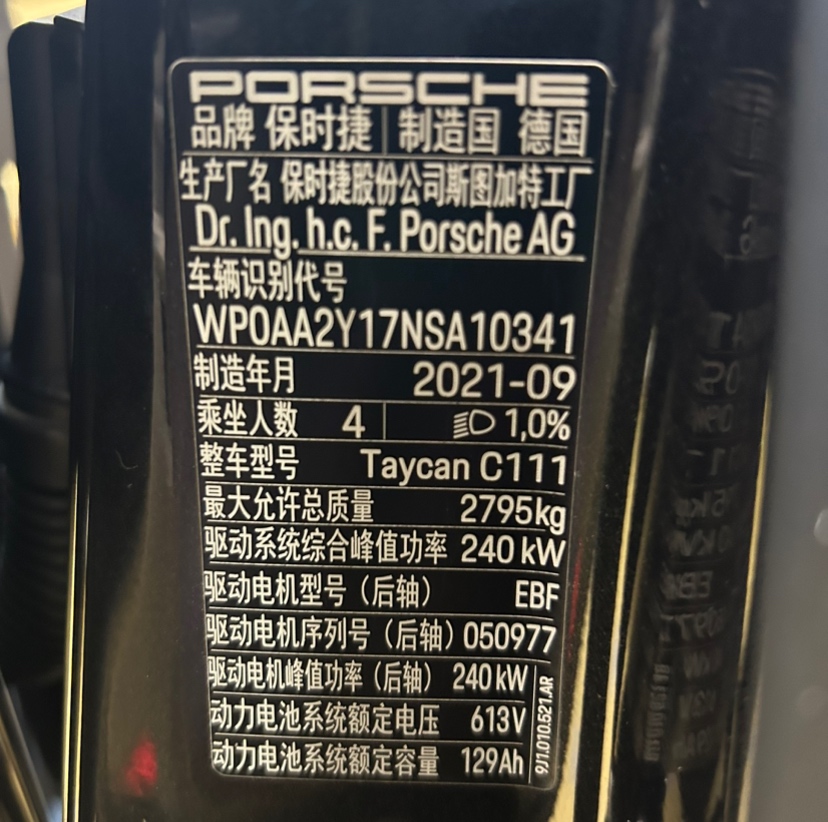 PORSCHE
品牌 保时捷 制造国 德国
生产厂名 保时捷股份公司斯图加特工厂
Dr. Ing. h.c. F. Porsche AG
车辆识别代号
WP0AA2Y17NSA10341
制造年月 2021-09
乘坐人数 4 1,0%
整车型号 Taycan C111
最大允许总质量 2795kg
驱动系统综合峰值功率 240 kW
驱动电机型号（后轴） EBF
驱动电机序列号（后轴） 050977
驱动电机峰值功率（后轴） 240 kW
动力电池系统额定电压 613V
动力电池系统额定容量 129Ah
9J1.010.521.AR